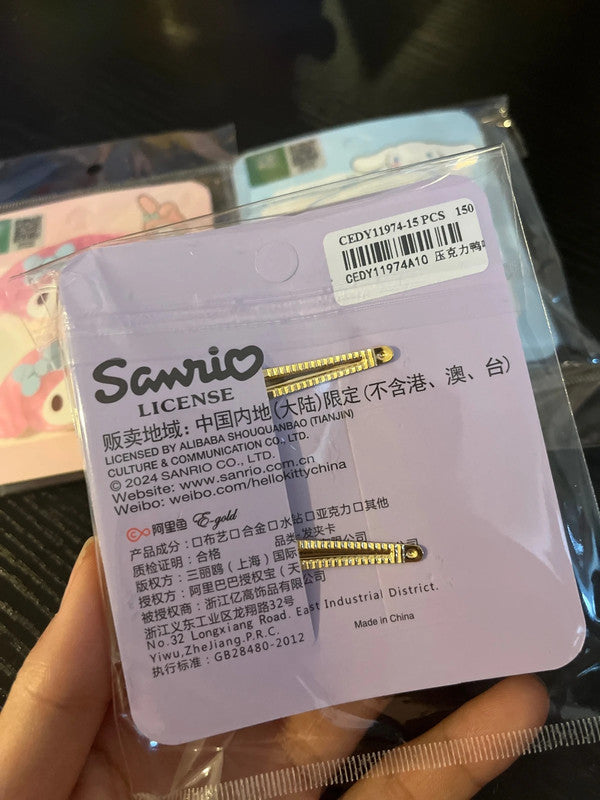 CEDY11974-15 PCS 150
CEDY11974A10 压克力鸭
Sanrio
LICENSE
贩卖地域: 中国内地(大陆)限定(不含港、澳、台)
LICENSED BY ALIBABA SHOUQUANBAO (TIANJIN)
CULTURE & COMMUNICATION CO., LTD.
© 2024 SANRIO CO., LTD.
Website: www.sanrio.com.cn
Weibo: weibo.com/hellokittychina
阿里鱼 E-gold
产品成分: 口布艺口合金口水钻口亚克力口其他
质检证明: 合格 品类: 发夹卡
版权方: 三丽鸥(上海)国际 有限公司
授权方: 阿里巴巴授权宝(天 公司
被授权商: 浙江亿高饰品有限公司
浙江义乌东工业区龙翔路32号
No.32 Longxiang Road. East Industrial District.
Yiwu,ZheJiang.P.R.C.
执行标准: GB28480-2012
Made in China